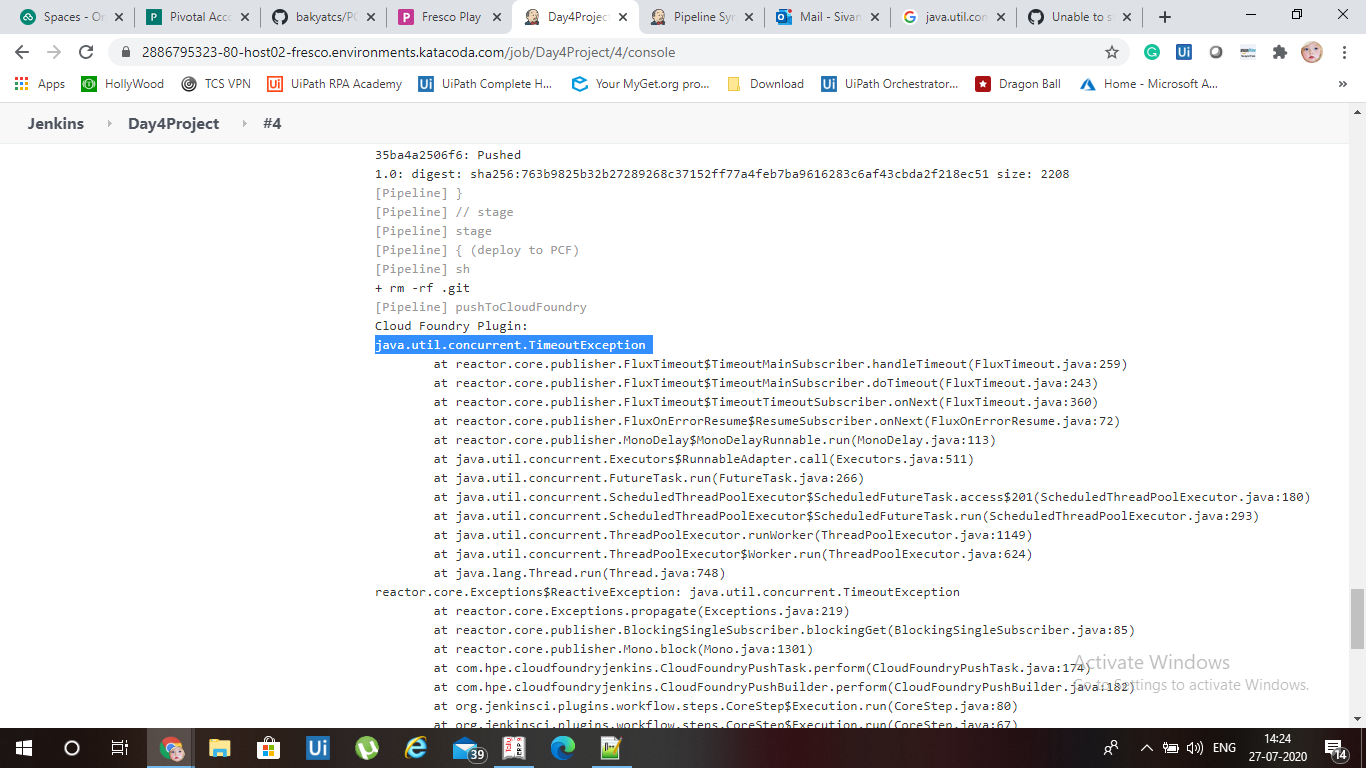 Spaces - Or
Pivotal Acc
bakyatcs/PC
Fresco Play
Day4Project
Pipeline Syn
Mail - Sivan
java.util.con
Unable to s
2886795323-80-host02-fresco.environments.katacoda.com/job/Day4Project/4/console
Apps
HollyWood
TCS VPN
UiPath RPA Academy
UiPath Complete H...
Your MyGet.org pro...
Download
UiPath Orchestrator...
Dragon Ball
Home - Microsoft A...
»
Jenkins
Day4Project
#4
35ba4a2506f6: Pushed
1.0: digest: sha256:763b9825b32b27289268c37152ff77a4feb7ba9616283c6af43cbda2f218ec51 size: 2208
[Pipeline] }
[Pipeline] // stage
[Pipeline] stage
[Pipeline] { (deploy to PCF)
[Pipeline] sh
+ rm -rf .git
[Pipeline] pushToCloudFoundry
Cloud Foundry Plugin:
java.util.concurrent.TimeoutException
at reactor.core.publisher.FluxTimeout$TimeoutMainSubscriber.handleTimeout(FluxTimeout.java:259)
at reactor.core.publisher.FluxTimeout$TimeoutMainSubscriber.doTimeout(FluxTimeout.java:243)
at reactor.core.publisher.FluxTimeout$TimeoutTimeoutSubscriber.onNext(FluxTimeout.java:360)
at reactor.core.publisher.FluxOnErrorResume$ResumeSubscriber.onNext(FluxOnErrorResume.java:72)
at reactor.core.publisher.MonoDelay$MonoDelayRunnable.run(MonoDelay.java:113)
at java.util.concurrent.Executors$RunnableAdapter.call(Executors.java:511)
at java.util.concurrent.FutureTask.run(FutureTask.java:266)
at java.util.concurrent.ScheduledThreadPoolExecutor$ScheduledFutureTask.access$201(ScheduledThreadPoolExecutor.java:180)
at java.util.concurrent.ScheduledThreadPoolExecutor$ScheduledFutureTask.run(ScheduledThreadPoolExecutor.java:293)
at java.util.concurrent.ThreadPoolExecutor.runWorker(ThreadPoolExecutor.java:1149)
at java.util.concurrent.ThreadPoolExecutor$Worker.run(ThreadPoolExecutor.java:624)
at java.lang.Thread.run(Thread.java:748)
reactor.core.Exceptions$ReactiveException: java.util.concurrent.TimeoutException
at reactor.core.Exceptions.propagate(Exceptions.java:219)
at reactor.core.publisher.BlockingSingleSubscriber.blockingGet(BlockingSingleSubscriber.java:85)
at reactor.core.publisher.Mono.block(Mono.java:1301)
at com.hpe.cloudfoundryjenkins.CloudFoundryPushTask.perform(CloudFoundryPushTask.java:174)
at com.hpe.cloudfoundryjenkins.CloudFoundryPushBuilder.perform(CloudFoundryPushBuilder.java:182)
at org.jenkinsci.plugins.workflow.steps.CoreStep$Execution.run(CoreStep.java:80)
at org.jenkinsci.plugins.workflow.steps.CoreStep$Execution.run(CoreStep.java:67)
Activate Windows
Go to Settings to activate Windows.
39
ENG
14:24
27-07-2020
14